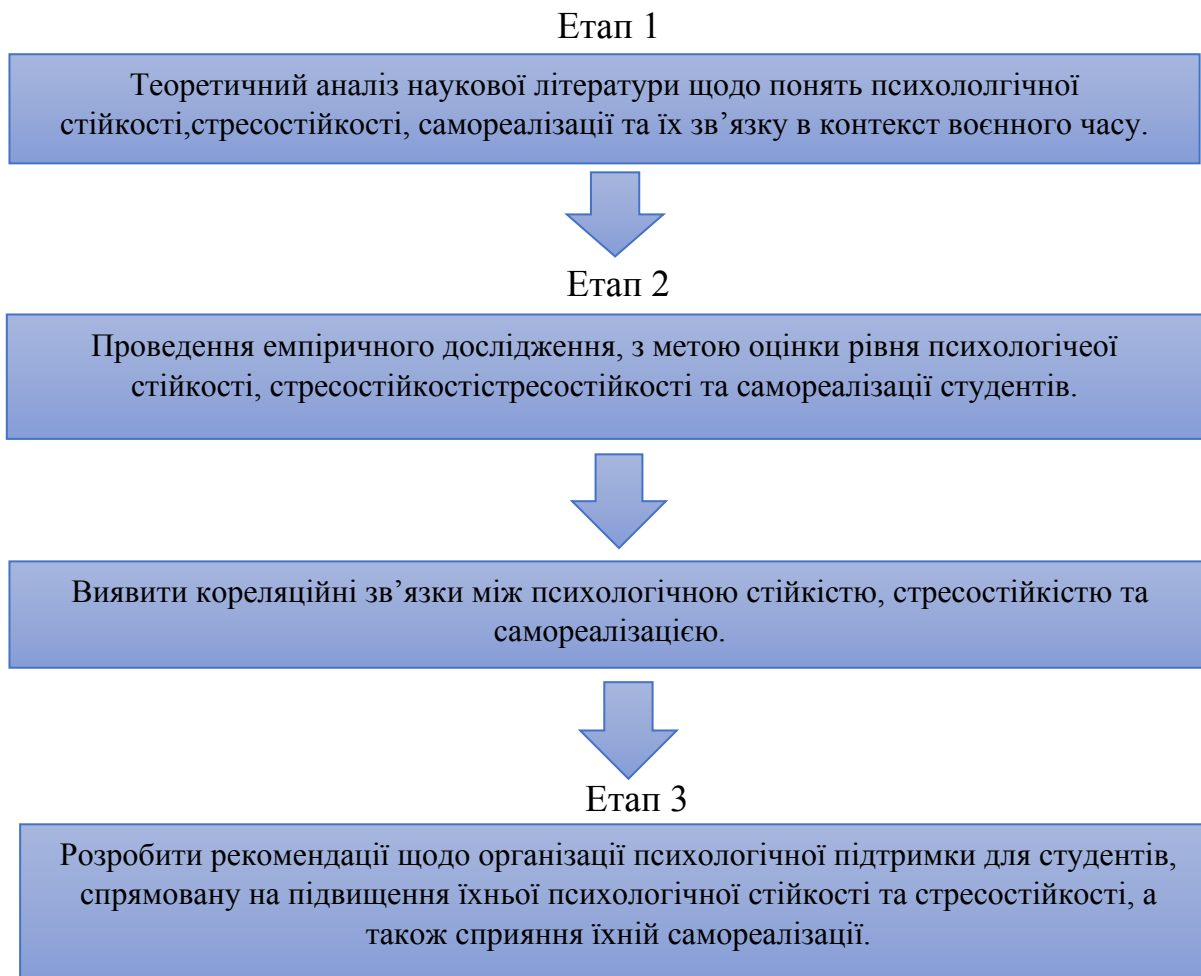 Етап 1
Теоретичний аналіз наукової літератури щодо понять психололгічної
стійкості,стресостійкості, самореалізації та їх зв’язку в контекст воєнного часу.
Етап 2
Проведення емпіричного дослідження, з метою оцінки рівня психологічеої
стійкості, стресостійкостістресостійкості та самореалізації студентів.
Виявити кореляційні зв’язки між психологічною стійкістю, стресостійкістю та
самореалізацією.
Етап 3
Розробити рекомендації щодо організації психологічної підтримки для студентів,
спрямовану на підвищення їхньої психологічної стійкості та стресостійкості, а
також сприяння їхній самореалізації.